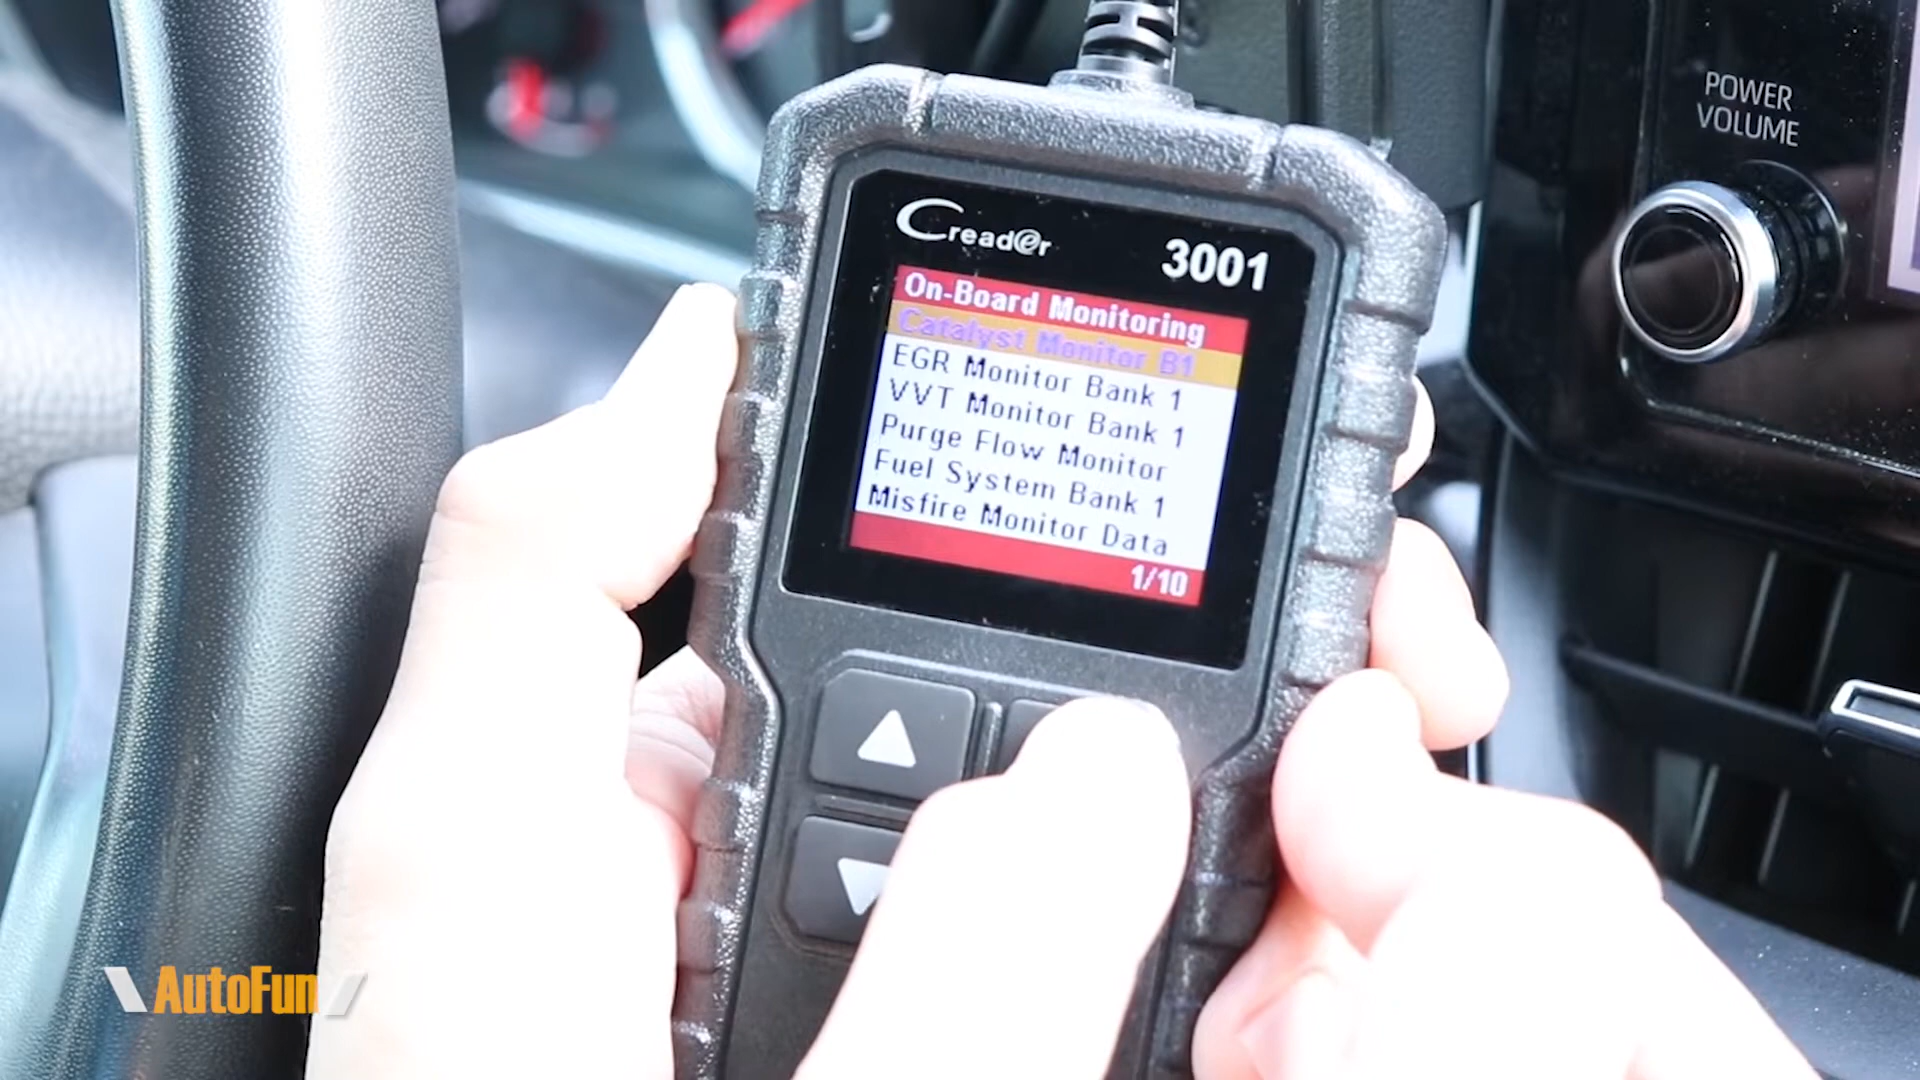 POWER
VOLUME
Creader
3001
On-Board Monitoring
Catalyst Monitor B1
EGR Monitor Bank 1
VVT Monitor Bank 1
Purge Flow Monitor
Fuel System Bank 1
Misfire Monitor Data
1/10
AutoFun